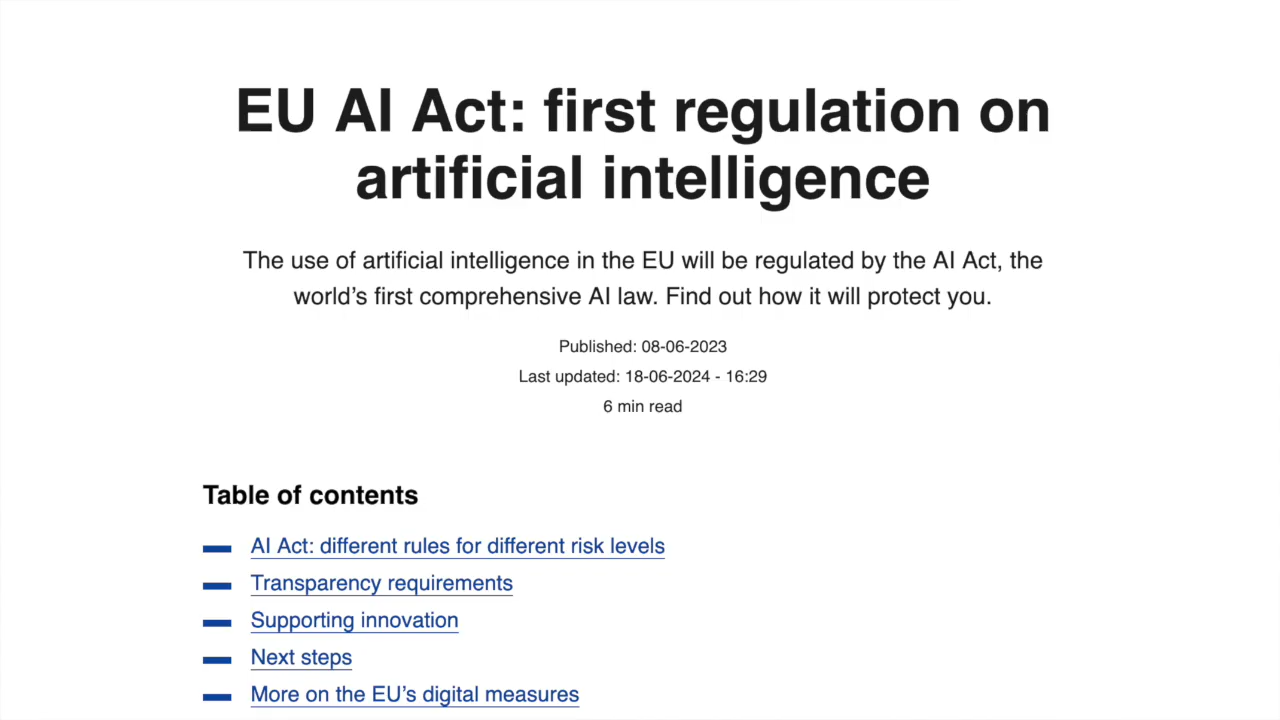 EU AI Act: first regulation on
artificial intelligence
The use of artificial intelligence in the EU will be regulated by the AI Act, the
world’s first comprehensive AI law. Find out how it will protect you.
Published: 08-06-2023
Last updated: 18-06-2024 - 16:29
6 min read
Table of contents
AI Act: different rules for different risk levels
Transparency requirements
Supporting innovation
Next steps
More on the EU’s digital measures